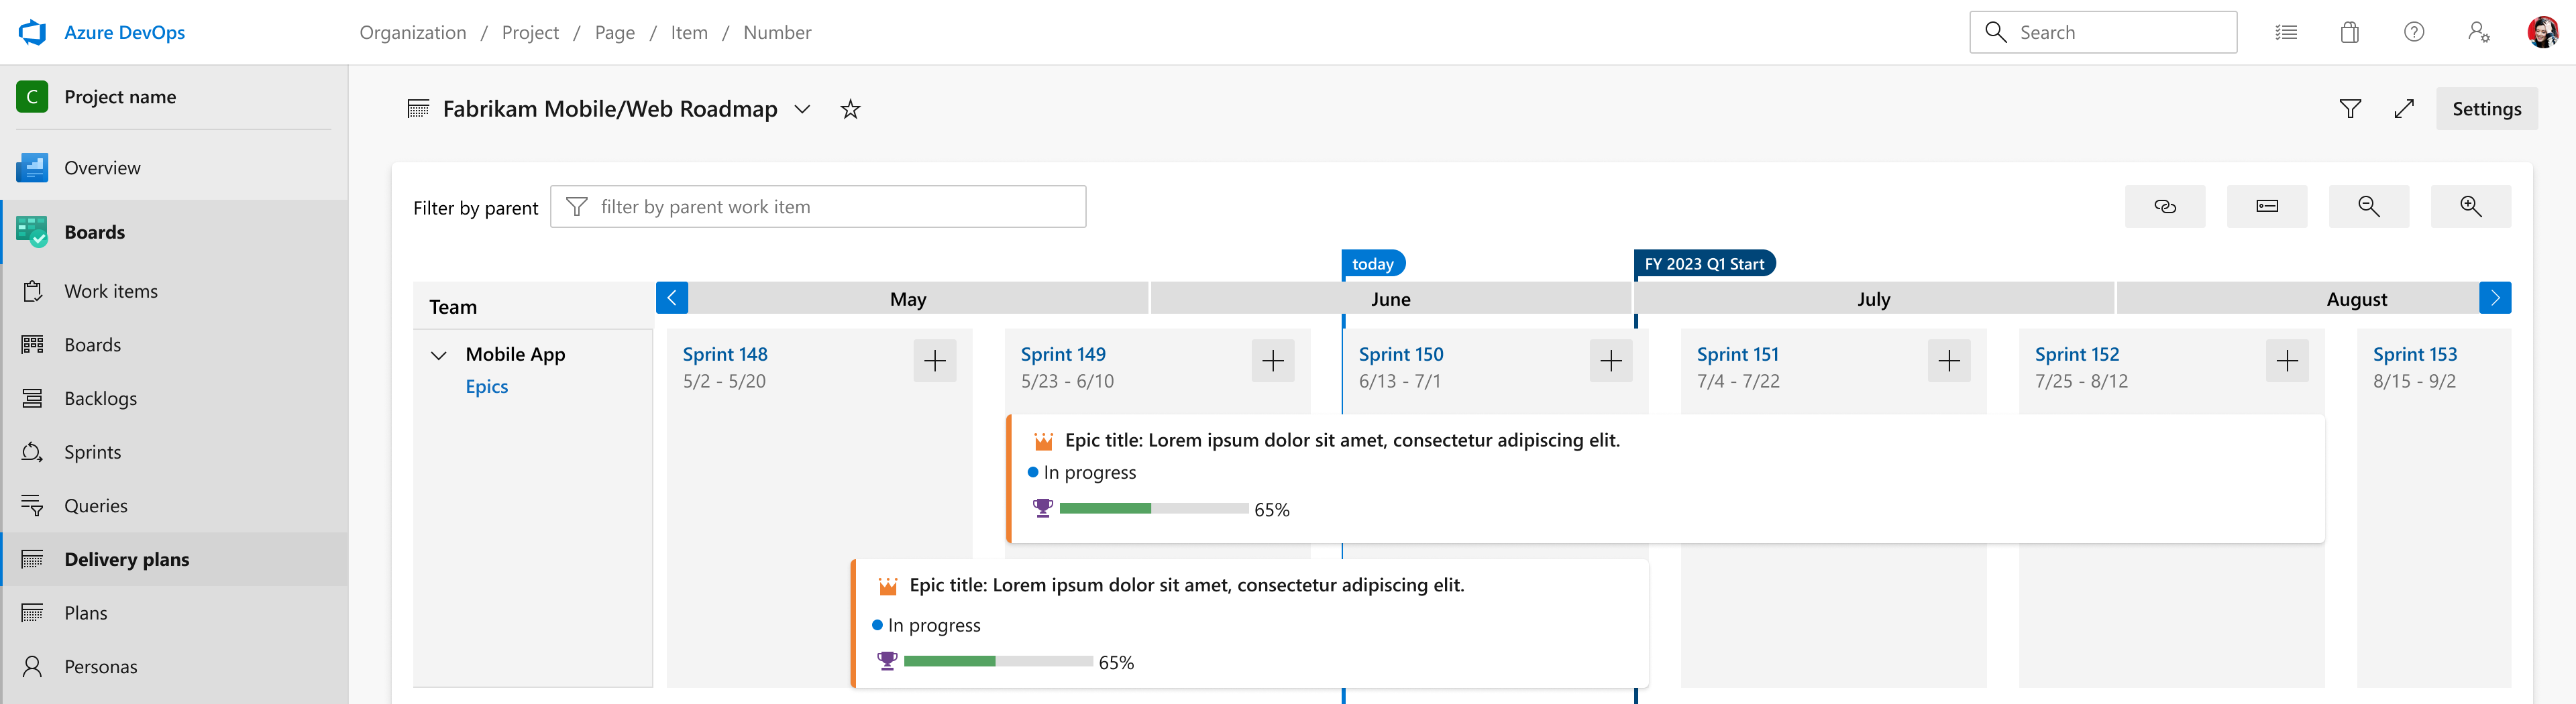 Azure DevOps
Organization / Project / Page / Item / Number
Search
C Project name
Overview
Boards
Work items
Boards
Backlogs
Sprints
Queries
Delivery plans
Plans
Personas
Fabrikam Mobile/Web Roadmap
Settings
Filter by parent
filter by parent work item
today
FY 2023 Q1 Start
Team
May
June
July
August
Mobile App
Epics
Sprint 148
5/2 - 5/20
Sprint 149
5/23 - 6/10
Sprint 150
6/13 - 7/1
Sprint 151
7/4 - 7/22
Sprint 152
7/25 - 8/12
Sprint 153
8/15 - 9/2
Epic title: Lorem ipsum dolor sit amet, consectetur adipiscing elit.
In progress
65%
Epic title: Lorem ipsum dolor sit amet, consectetur adipiscing elit.
In progress
65%